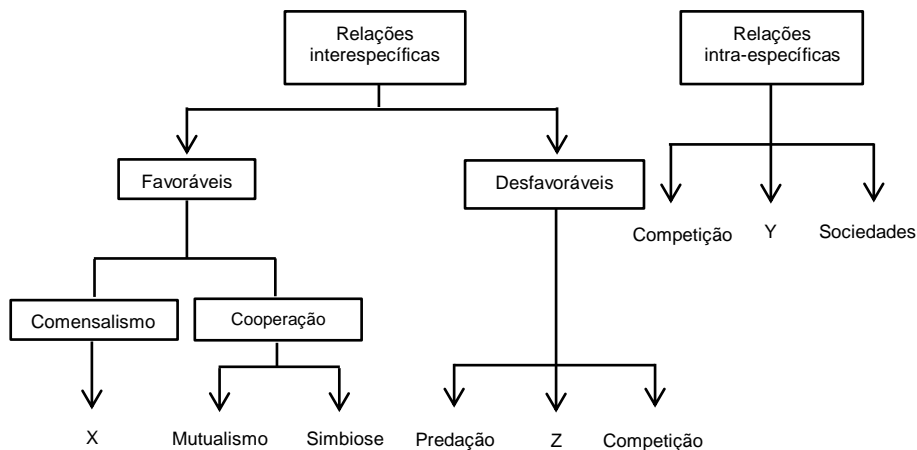 Relações
interespecíficas
Relações
intra-específicas
Favoráveis
Desfavoráveis
Competição
Y
Sociedades
Comensalismo
Cooperação
X
Mutualismo
Simbiose
Predação
Z
Competição